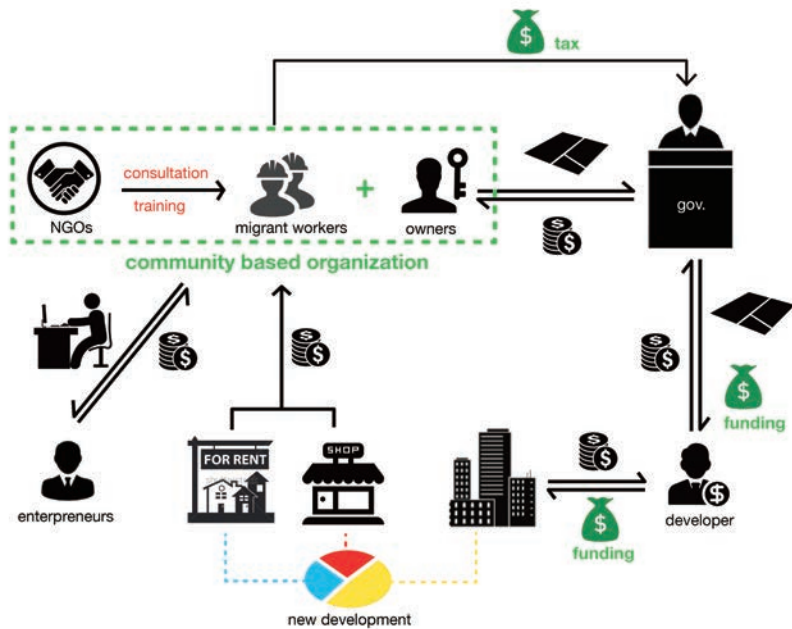 $ tax
consultation
training
NGOs
migrant workers
+
owners
gov.
$
$
community based organization
$
$
$
$
$
$
$
$
$ funding
FOR RENT
SHOP
$
$
enterpreneurs
$
developer
$
funding
new development